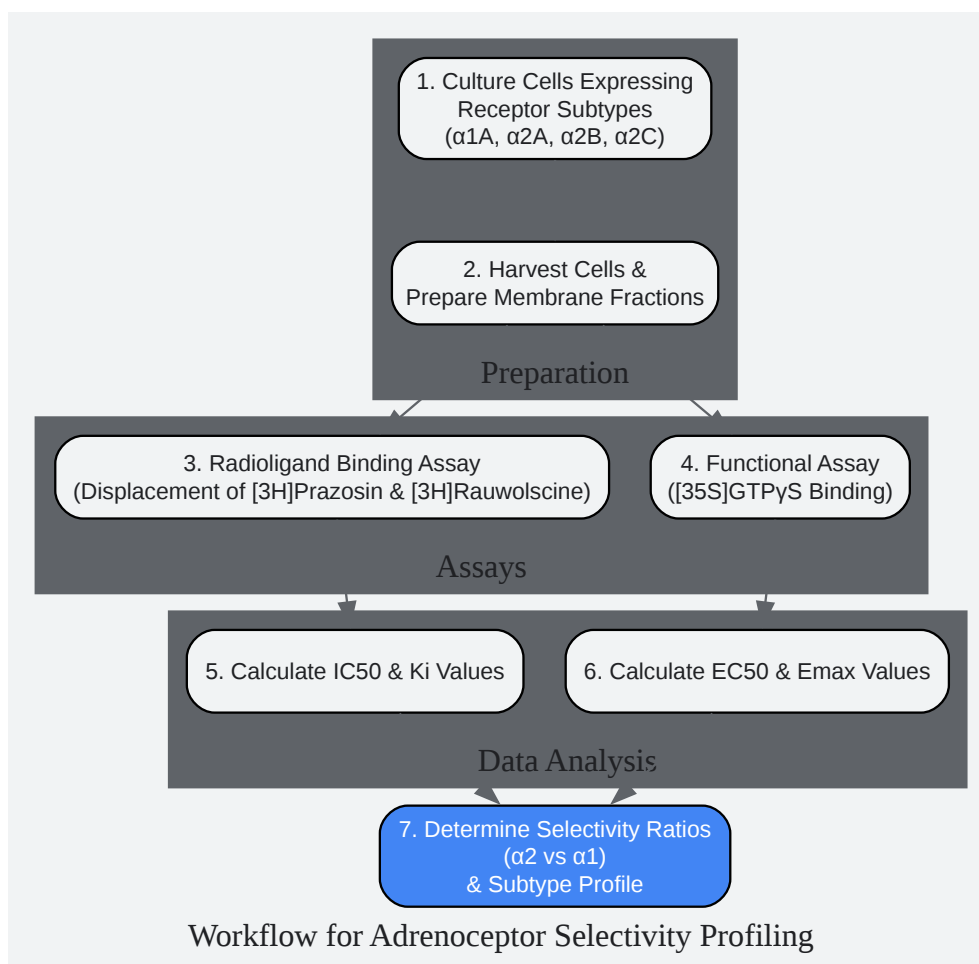 1. Culture Cells Expressing
Receptor Subtypes
(α1A, α2A, α2B, α2C)
2. Harvest Cells &
Prepare Membrane Fractions
Preparation
3. Radioligand Binding Assay
(Displacement of [3H]Prazosin & [3H]Rauwolscine)
4. Functional Assay
([35S]GTPγS Binding)
Assays
5. Calculate IC50 & Ki Values
6. Calculate EC50 & Emax Values
Data Analysis
7. Determine Selectivity Ratios
(α2 vs α1)
& Subtype Profile
Workflow for Adrenoceptor Selectivity Profiling